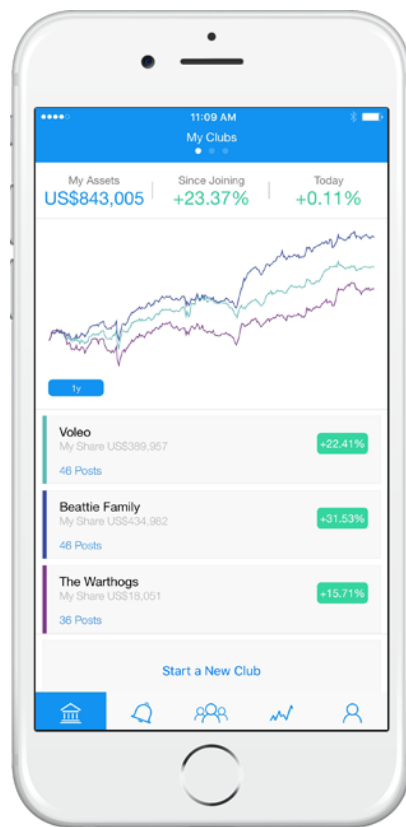 11:09 AM
My Clubs
My Assets Since Joining Today
US$843,005 +23.37% +0.11%
1y
Voleo
My Share US$389,957
+22.41%
46 Posts
Beattie Family
My Share US$434,962
+31.53%
46 Posts
The Warthogs
My Share US$18,051
+15.71%
36 Posts
Start a New Club